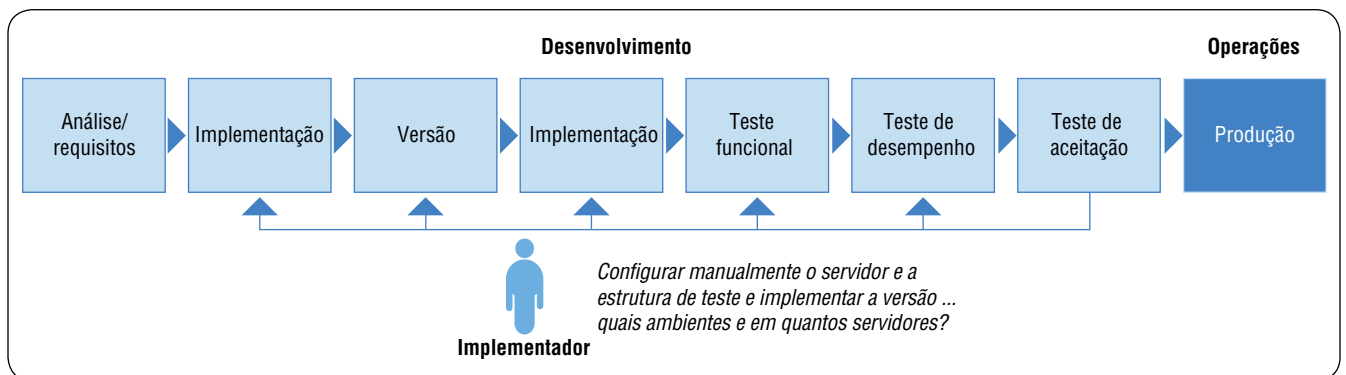 Desenvolvimento
Operações
Análise/
requisitos
Implementação
Versão
Implementação
Teste
funcional
Teste de
desempenho
Teste de
aceitação
Produção
Configurar manualmente o servidor e a
estrutura de teste e implementar a versão ...
quais ambientes e em quantos servidores?
Implementador